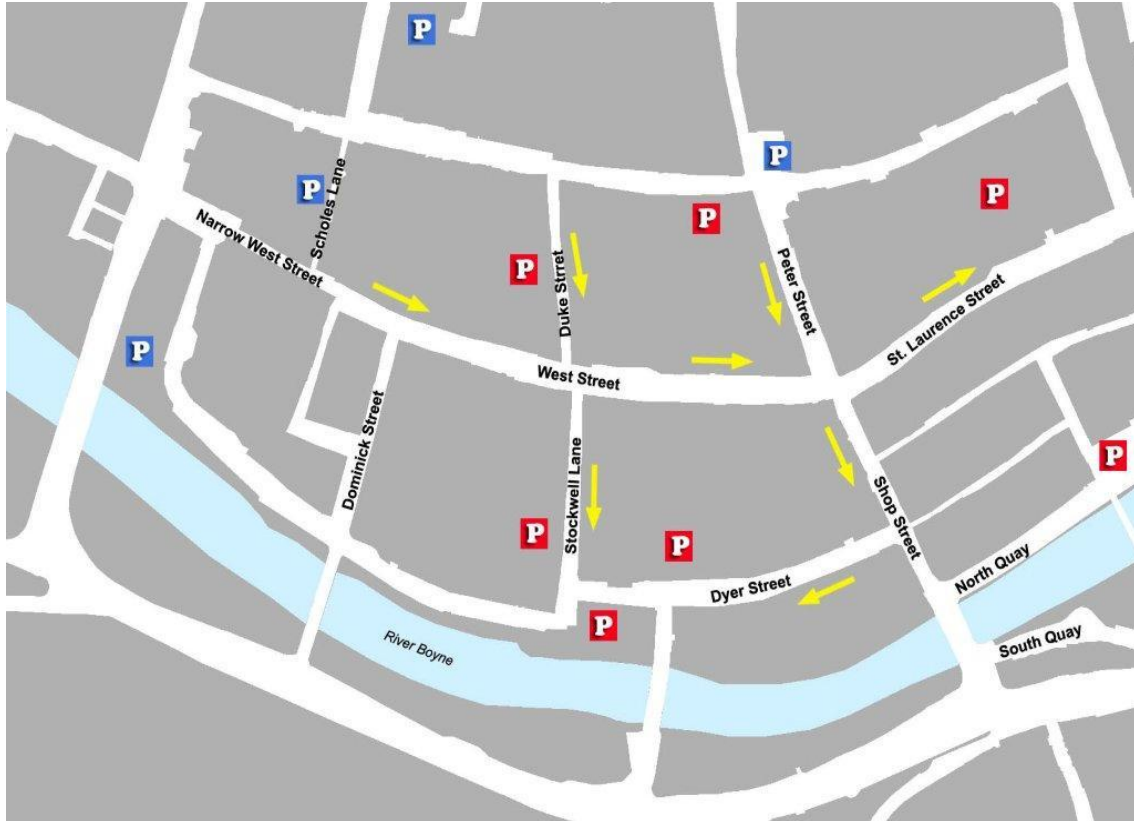 P
P
P
Scholes Lane
P
P
Narrow West Street
P
Duke Strret
Peter Street
St. Laurence Street
P
West Street
Dominick Street
Stockwell Lane
P
Shop Street
P
P
Dyer Street
North Quay
P
River Boyne
South Quay